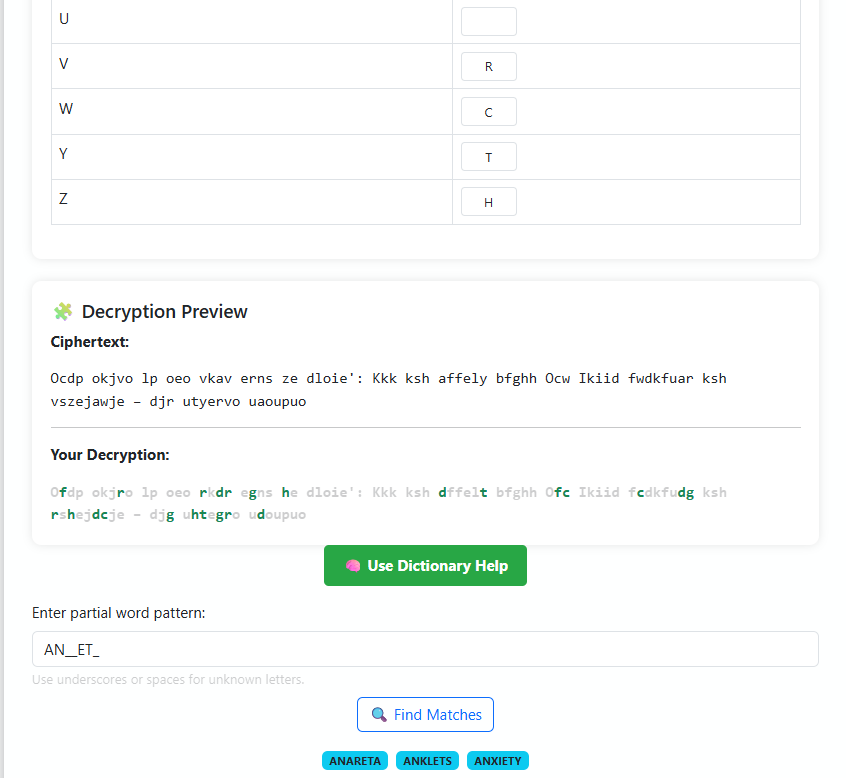 U
V R
W C
Y T
Z H
🧩 Decryption Preview
Ciphertext:
Ocdp okjvo lp oeo vkav erns ze dloie': Kkk ksh affely bfghh Ocw Ikiid fwdkfuar ksh
vszejawje – djr utyervo uaoupuo
Your Decryption:
Ofdp okjro lp oeo rkdr egns he dloie': Kkk ksh dffelt bfghh Ofc Ikiid fcdkfudg ksh
rshejdcje – djg uhtegro udoupuo
🧠 Use Dictionary Help
Enter partial word pattern:
AN__ET_
Use underscores or spaces for unknown letters.
🔍 Find Matches
ANARETA ANKLETS ANXIETY